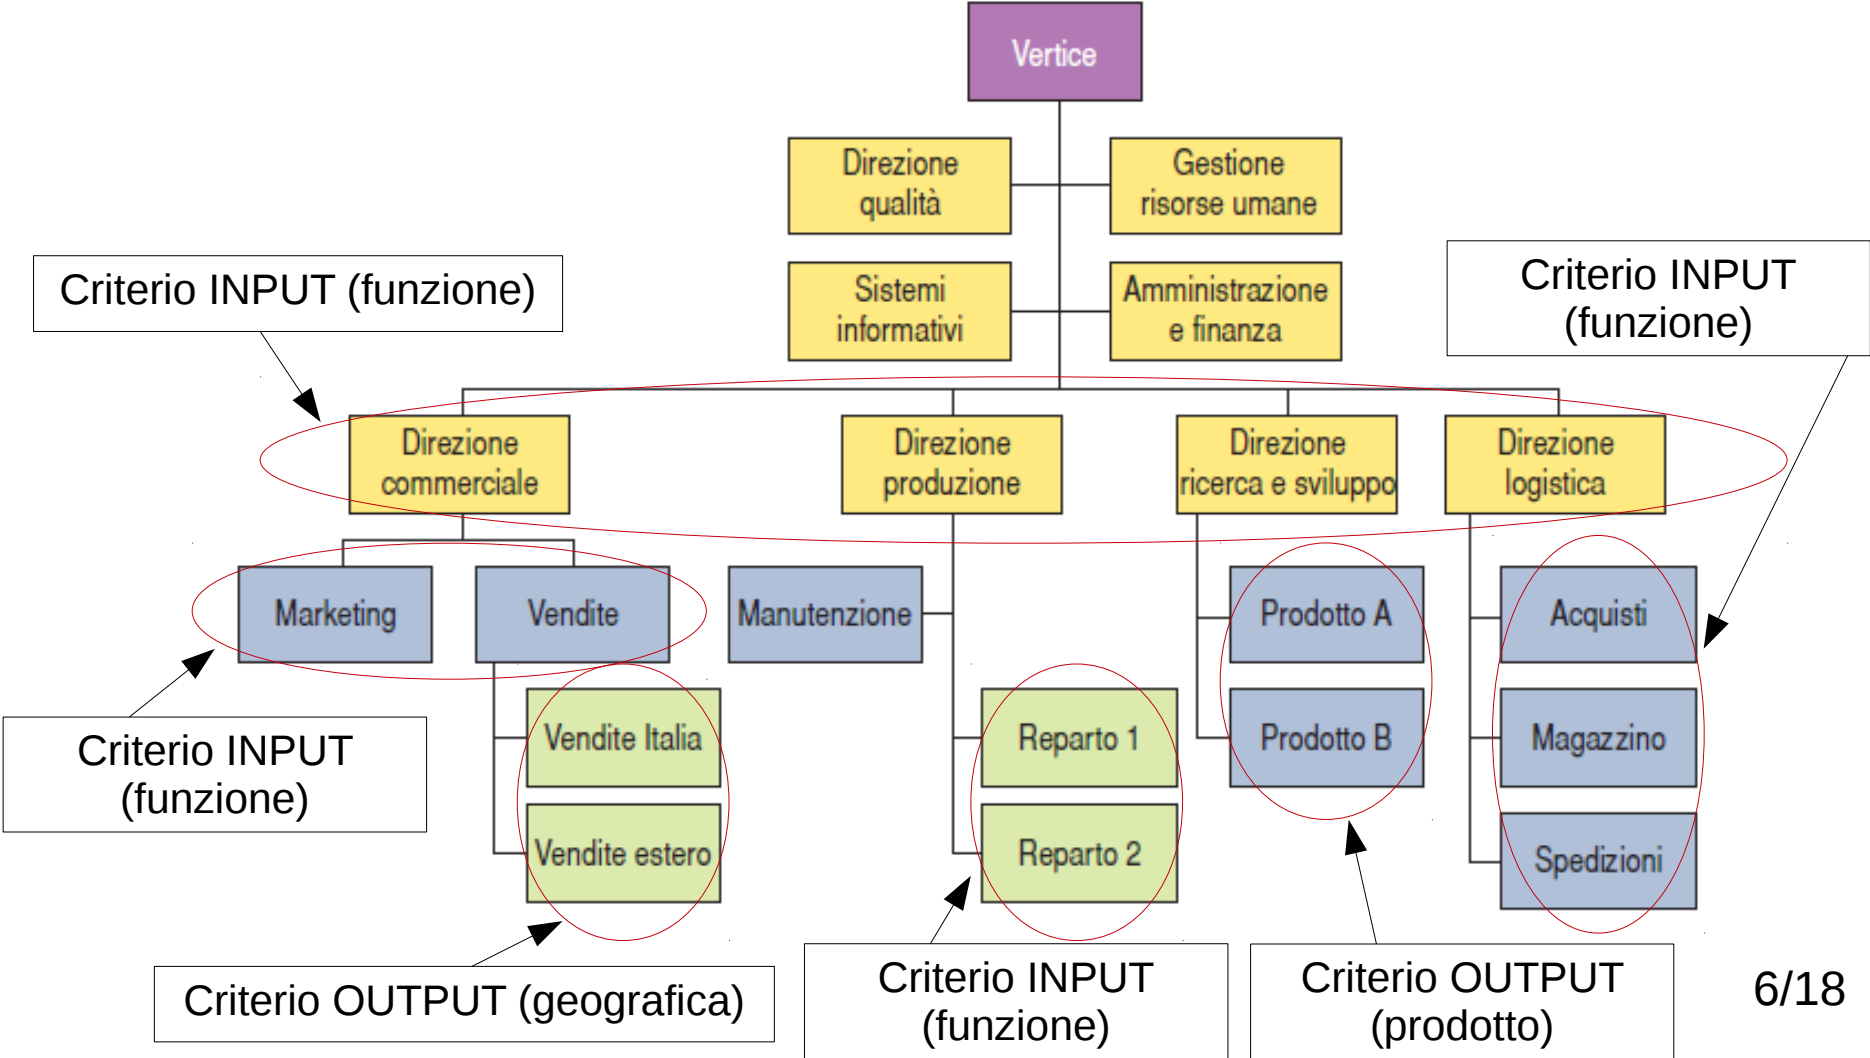 Vertice
Direzione
qualità
Gestione
risorse umane
Sistemi
informativi
Amministrazione
e finanza
Criterio INPUT (funzione)
Criterio INPUT
(funzione)
Direzione
commerciale
Direzione
produzione
Direzione
ricerca e sviluppo
Direzione
logistica
Marketing
Vendite
Manutenzione
Prodotto A
Acquisti
Vendite Italia
Reparto 1
Prodotto B
Magazzino
Criterio INPUT
(funzione)
Vendite estero
Reparto 2
Spedizioni
Criterio OUTPUT (geografica)
Criterio INPUT
(funzione)
Criterio OUTPUT
(prodotto)
6/18